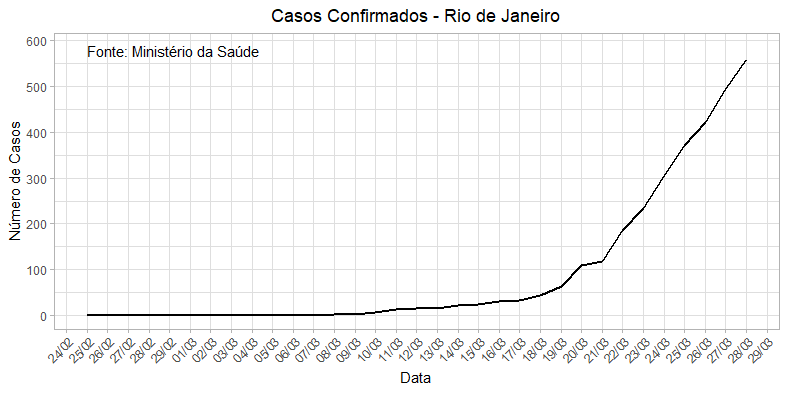 Casos Confirmados - Rio de Janeiro
Fonte: Ministério da Saúde
Número de Casos
600
500
400
300
200
100
0
24/02 25/02 26/02 27/02 28/02 29/02 01/03 02/03 03/03 04/03 05/03 06/03 07/03 08/03 09/03 10/03 11/03 12/03 13/03 14/03 15/03 16/03 17/03 18/03 19/03 20/03 21/03 22/03 23/03 24/03 25/03 26/03 27/03 28/03 29/03
Data